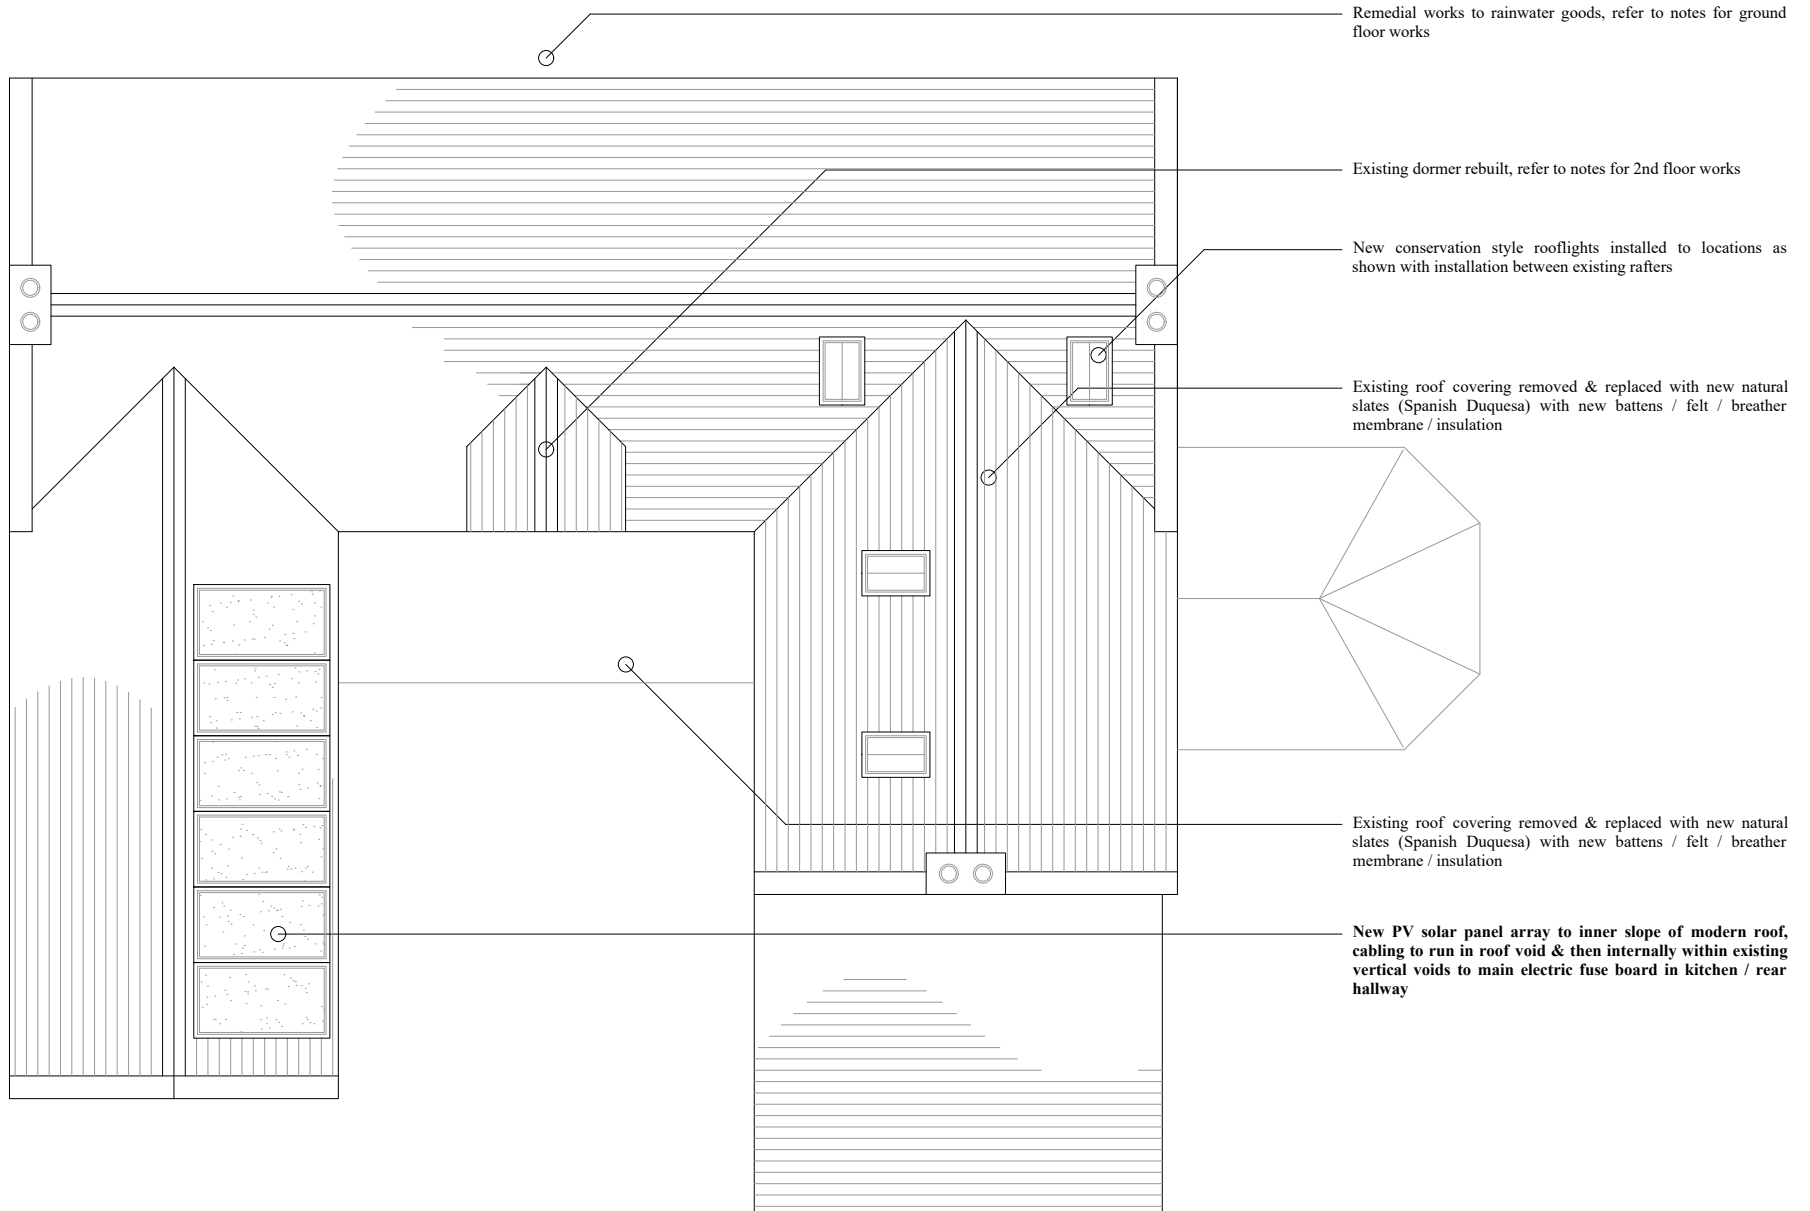 Remedial works to rainwater goods, refer to notes for ground
floor works
Existing dormer rebuilt, refer to notes for 2nd floor works
New conservation style rooflights installed to locations as
shown with installation between existing rafters
Existing roof covering removed & replaced with new natural
slates (Spanish Duquesa) with new battens / felt / breather
membrane / insulation
Existing roof covering removed & replaced with new natural
slates (Spanish Duquesa) with new battens / felt / breather
membrane / insulation
New PV solar panel array to inner slope of modern roof,
cabling to run in roof void & then internally within existing
vertical voids to main electric fuse board in kitchen / rear
hallway